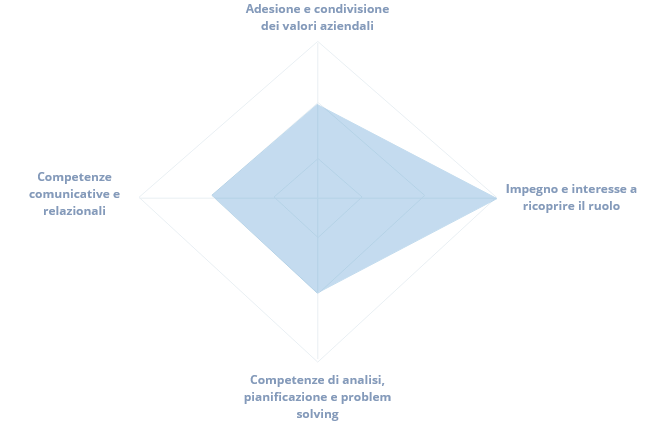 Adesione e condivisione
dei valori aziendali
Competenze
comunicative e
relazionali
Impegno e interesse a
ricoprire il ruolo
Competenze di analisi,
pianificazione e problem
solving